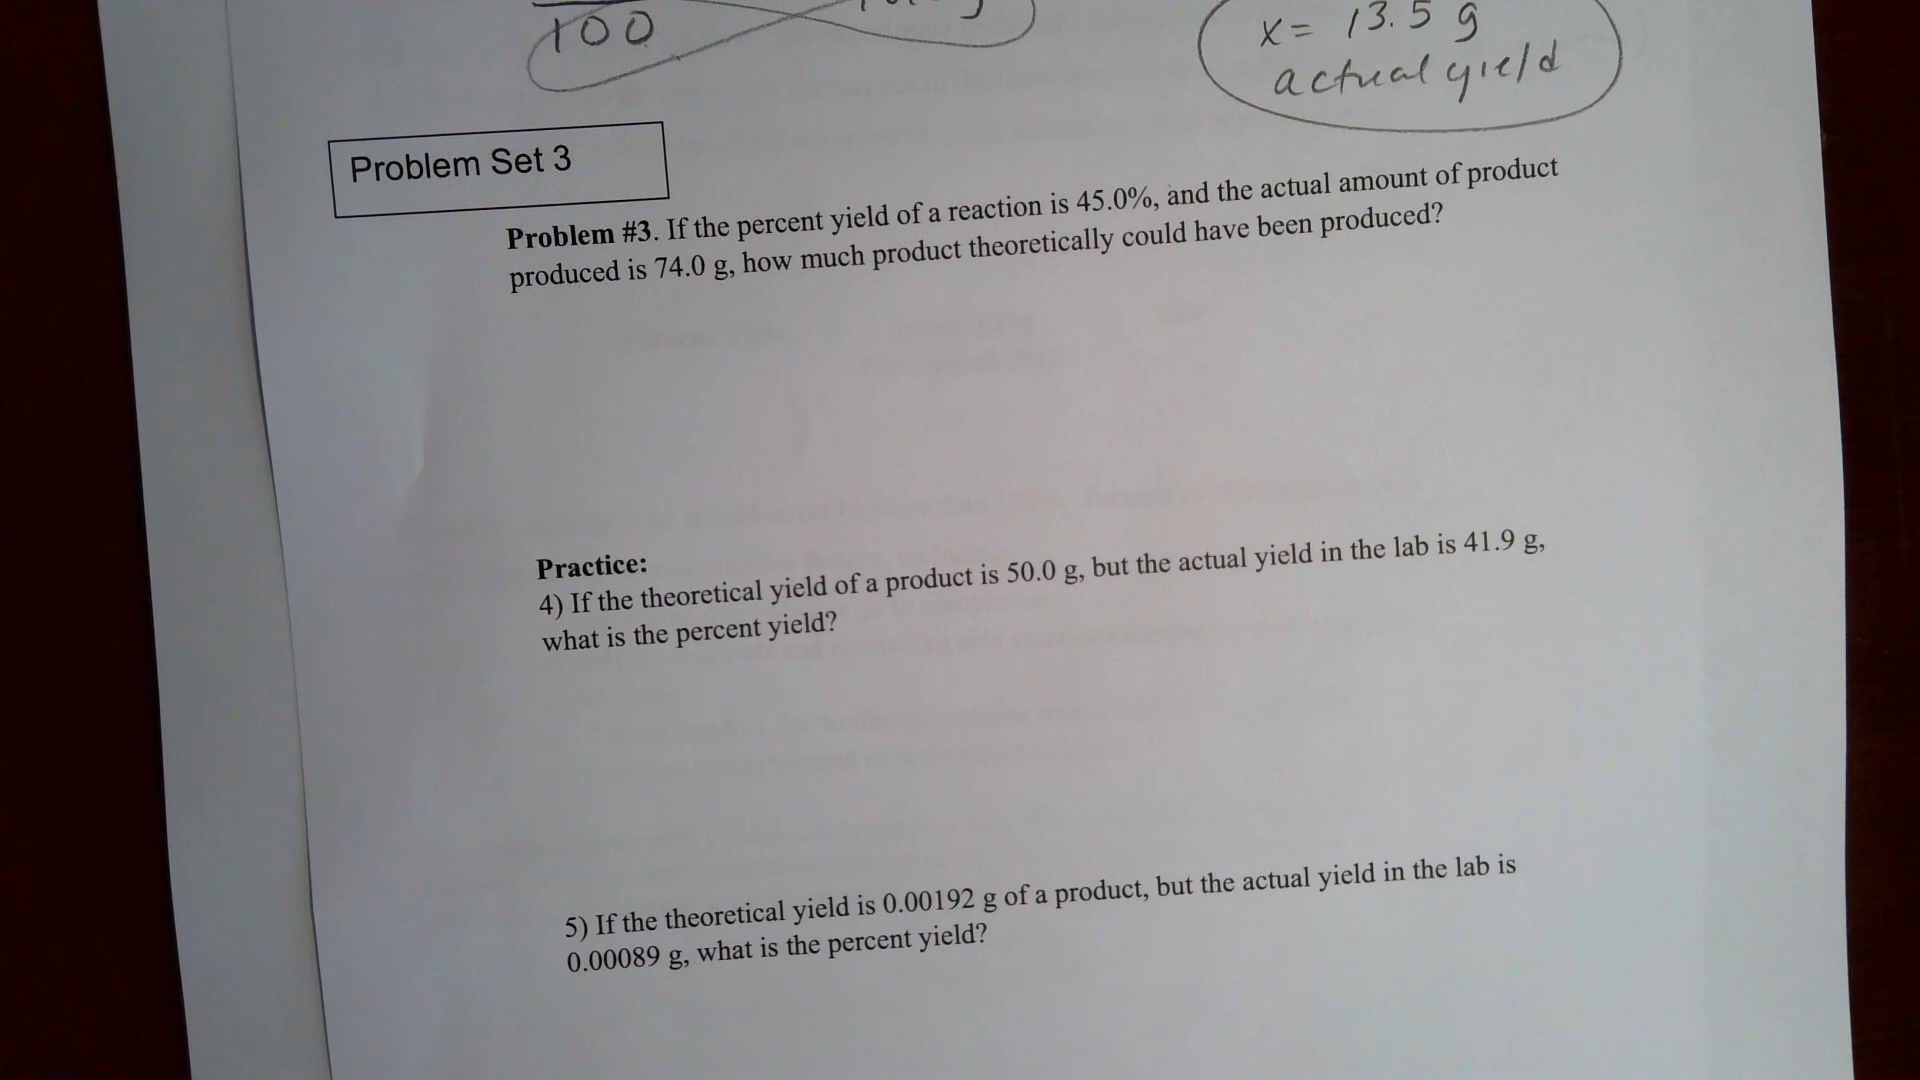 100
x= 13.5 g
actual yield
Problem Set 3
Problem #3. If the percent yield of a reaction is 45.0%, and the actual amount of product
produced is 74.0 g, how much product theoretically could have been produced?
Practice:
4) If the theoretical yield of a product is 50.0 g, but the actual yield in the lab is 41.9 g,
what is the percent yield?
5) If the theoretical yield is 0.00192 g of a product, but the actual yield in the lab is
0.00089 g, what is the percent yield?